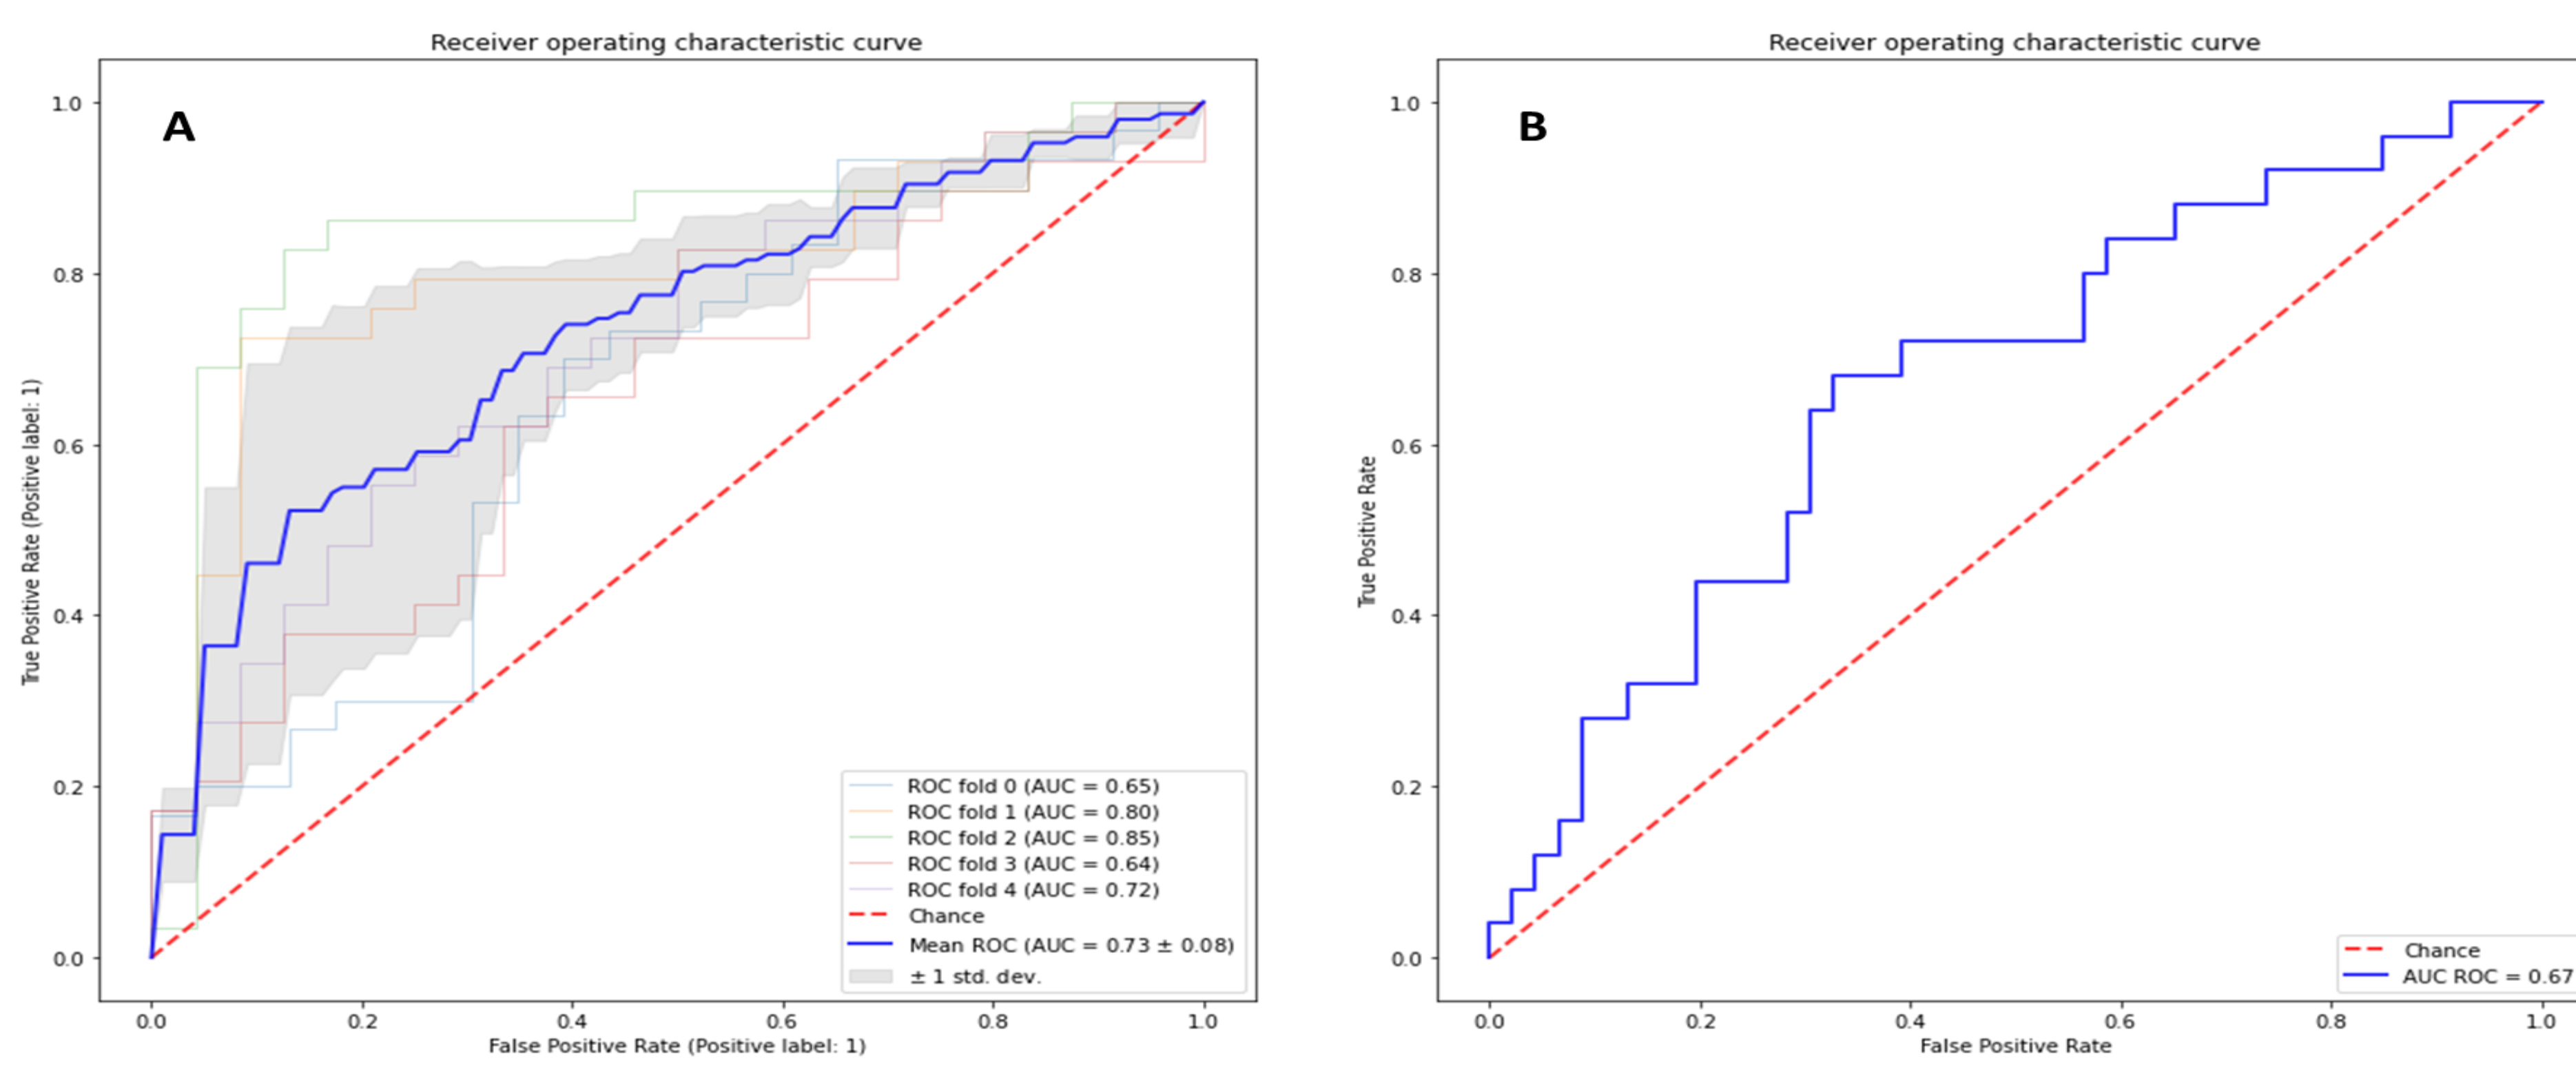 Receiver operating characteristic curve
A
1.0
0.8
0.6
0.4
0.2
0.0
True Positive Rate (Positive label: 1)
ROC fold 0 (AUC = 0.65)
ROC fold 1 (AUC = 0.80)
ROC fold 2 (AUC = 0.85)
ROC fold 3 (AUC = 0.64)
ROC fold 4 (AUC = 0.72)
Chance
Mean ROC (AUC = 0.73 ± 0.08)
± 1 std. dev.
0.0 0.2 0.4 0.6 0.8 1.0
False Positive Rate (Positive label: 1)
Receiver operating characteristic curve
B
1.0
0.8
0.6
0.4
0.2
0.0
True Positive Rate
Chance
AUC ROC = 0.67
0.0 0.2 0.4 0.6 0.8 1.0
False Positive Rate